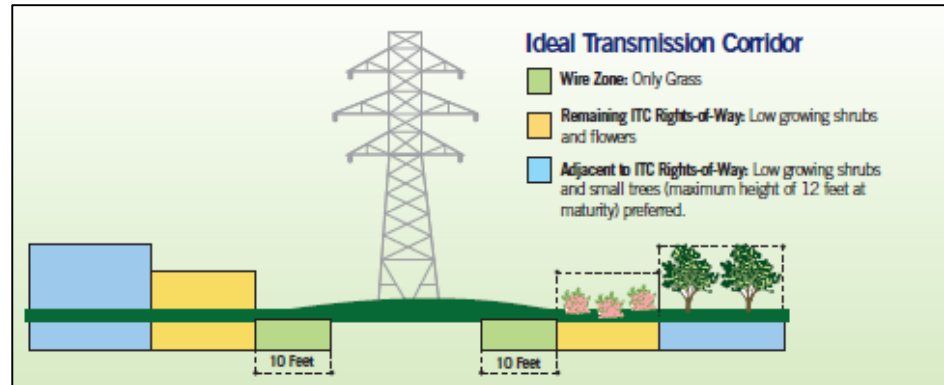 Ideal Transmission Corridor
Wire Zone: Only Grass
Remaining ITC Rights-of-Way: Low growing shrubs
and flowers
Adjacent to ITC Rights-of-Way: Low growing shrubs
and small trees (maximum height of 12 feet at
maturity) preferred.
10 Feet
10 Feet